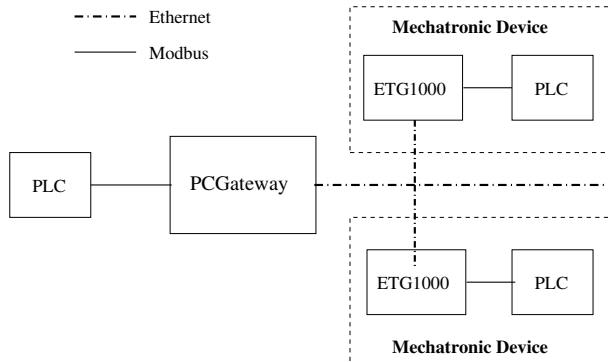 Ethernet
Modbus
Mechatronic Device
ETG1000
PLC
PLC
PCGateway
ETG1000
PLC
Mechatronic Device